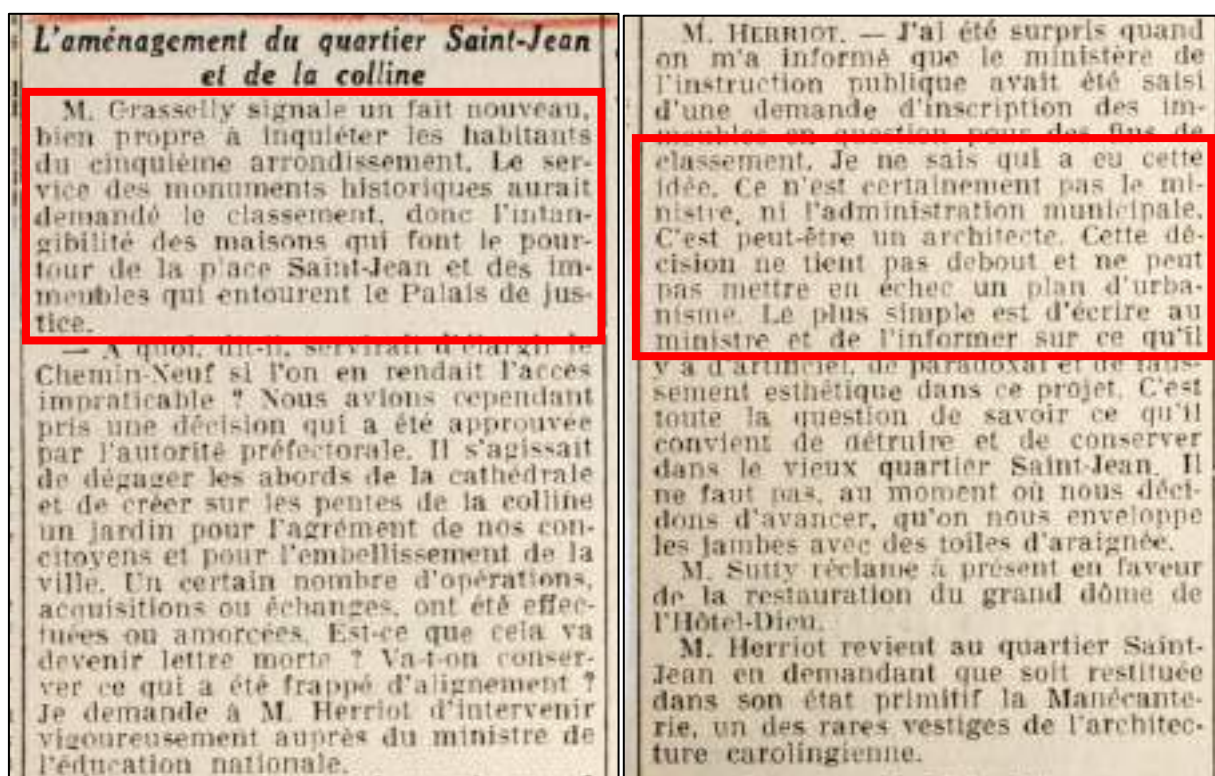 L'aménagement du quartier Saint-Jean
et de la colline
M. Grasselly signale un fait nouveau,
bien propre à inquiéter les habitants
du cinquième arrondissement. Le ser-
vice des monuments historiques aurait
demandé le classement, donc l'intan-
gibilité des maisons qui font le pour-
tour de la place Saint-Jean et des im-
meubles qui entourent le Palais de jus-
tice.
— A quoi, dit-il, servirait d'élargir le
Chemin-Neuf si l'on en rendait l'accès
impraticable ? Nous avions cependant
pris une décision qui a été approuvée
par l'autorité préfectorale. Il s'agissait
de dégager les abords de la cathédrale
et de créer sur les pentes de la colline
un jardin pour l'agrément de nos con-
citoyens et pour l'embellissement de la
ville. Un certain nombre d'opérations,
acquisitions ou échanges, ont été effec-
tuées ou amorcées. Est-ce que cela va
devenir lettre morte ? Va-t-on conser-
ver ce qui a été frappé d'alignement ?
Je demande à M. Herriot d'intervenir
vigoureusement auprès du ministre de
l'éducation nationale.
M. HERRIOT. — J'ai été surpris quand
on m'a informé que le ministère de
l'instruction publique avait été saisi
d'une demande d'inscription des im-
meubles en question pour des fins de
classement. Je ne sais qui a eu cette
idée. Ce n'est certainement pas le mi-
nistre, ni l'administration municipale.
C'est peut-être un architecte. Cette dé-
cision ne tient pas debout et ne peut
pas mettre en échec un plan d'urba-
nisme. Le plus simple est d'écrire au
ministre et de l'informer sur ce qu'il
y a d'artificiel, de paradoxal et de faus-
sement esthétique dans ce projet. C'est
toute la question de savoir ce qu'il
convient de détruire et de conserver
dans le vieux quartier Saint-Jean. Il
ne faut pas, au moment où nous déci-
dons d'avancer, qu'on nous enveloppe
les jambes avec des toiles d'araignée.
M. Sutty réclame à présent en faveur
de la restauration du grand dôme de
l'Hôtel-Dieu.
M. Herriot revient au quartier Saint-
Jean en demandant que soit restituée
dans son état primitif la Manécante-
rie, un des rares vestiges de l'architec-
ture carolingienne.